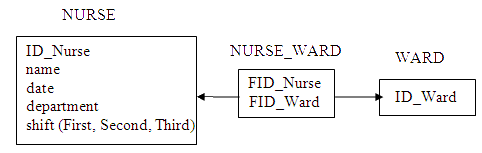 NURSE
ID_Nurse
name
date
department
shift (First, Second, Third)
NURSE_WARD
FID_Nurse
FID_Ward
WARD
ID_Ward